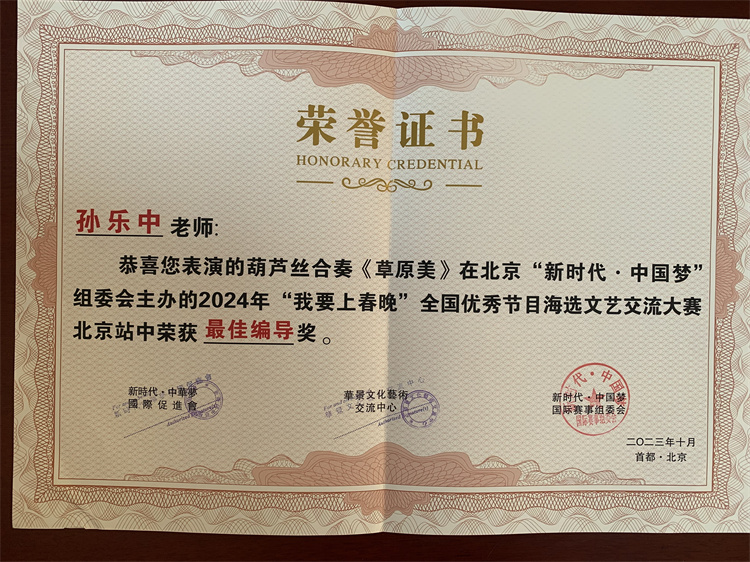 荣誉证书
HONORARY CREDENTIAL
孙乐中 老师:
恭喜您表演的葫芦丝合奏《草原美》在北京“新时代·中国梦”
组委会主办的2024年“我要上春晚”全国优秀节目海选文艺交流大赛
北京站中荣获 最佳编导 奖。
新時代·中華夢
國際促進會
華景文化藝術
交流中心
新时代·中国梦
国际赛事组委会
二〇二三年十月
首都·北京